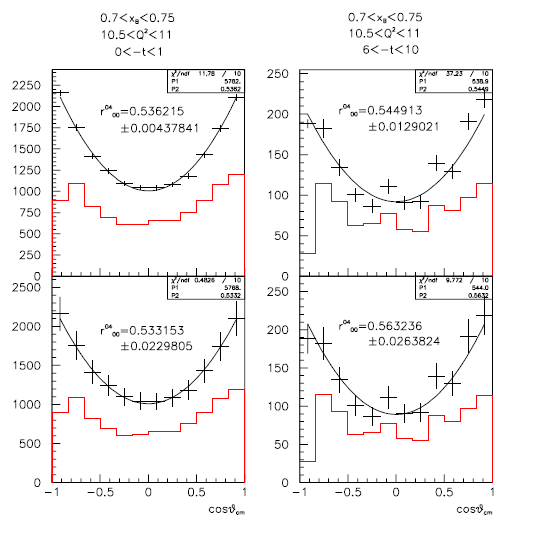 0.7<x_B<0.75
10.5<Q²<11
0<−t<1
0.7<x_B<0.75
10.5<Q²<11
6<−t<10
χ²/ndf 11.78 / 10
P1 5782.
P2 0.5362
r⁰⁴₀₀=0.536215
±0.00437841
2250
2000
1750
1500
1250
1000
750
500
250
0
χ²/ndf 37.23 / 10
P1 538.9
P2 0.5449
r⁰⁴₀₀=0.544913
±0.0129021
250
200
150
100
50
0
χ²/ndf 0.4826 / 10
P1 5768.
P2 0.5332
r⁰⁴₀₀=0.533153
±0.0229805
2500
2000
1500
1000
500
0
−1 −0.5 0 0.5 1
cosϑ_cm
χ²/ndf 9.772 / 10
P1 544.0
P2 0.5632
r⁰⁴₀₀=0.563236
±0.0263824
250
200
150
100
50
0
−1 −0.5 0 0.5 1
cosϑ_cm